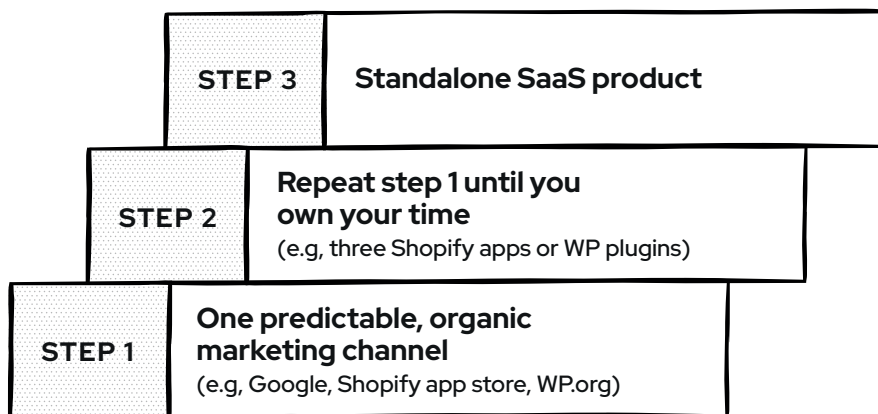 STEP 3
Standalone SaaS product
STEP 2
Repeat step 1 until you
own your time
(e.g, three Shopify apps or WP plugins)
STEP 1
One predictable, organic
marketing channel
(e.g, Google, Shopify app store, WP.org)